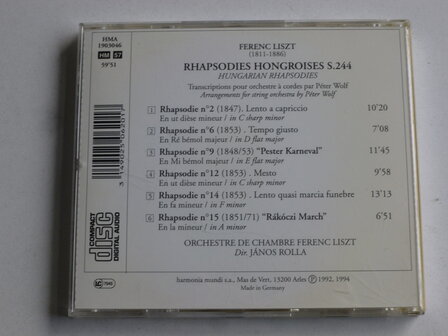 HMA
1903046
HM 57
59'51
FERENC LISZT
(1811-1886)
RHAPSODIES HONGROISES S.244
HUNGARIAN RHAPSODIES
Transcriptions pour orchestre à cordes par Péter Wolf
Arrangements for string orchestra by Péter Wolf
1 Rhapsodie n°2 (1847). Lento a capriccio 10'20
En ut dièse mineur / in C sharp minor
2 Rhapsodie n°6 (1853) . Tempo giusto 7'08
En Ré bémol majeur / in D flat major
3 Rhapsodie n°9 (1848/53) "Pester Karneval" 11'45
En Mi bémol majeur / in E flat major
4 Rhapsodie n°12 (1853) . Mesto 9'58
En ut dièse mineur / in C sharp minor
5 Rhapsodie n°14 (1853) . Lento quasi marcia funebre 13'13
En fa mineur / in F minor
6 Rhapsodie n°15 (1851/71) "Rákóczi March" 6'51
En la mineur / in A minor
ORCHESTRE DE CHAMBRE FERENC LISZT
Dir. JÁNOS ROLLA
harmonia mundi s.a., Mas de Vert, 13200 Arles Ⓟ 1992, 1994
Made in Germany
COMPACT
disc
DIGITAL AUDIO
LC 7045